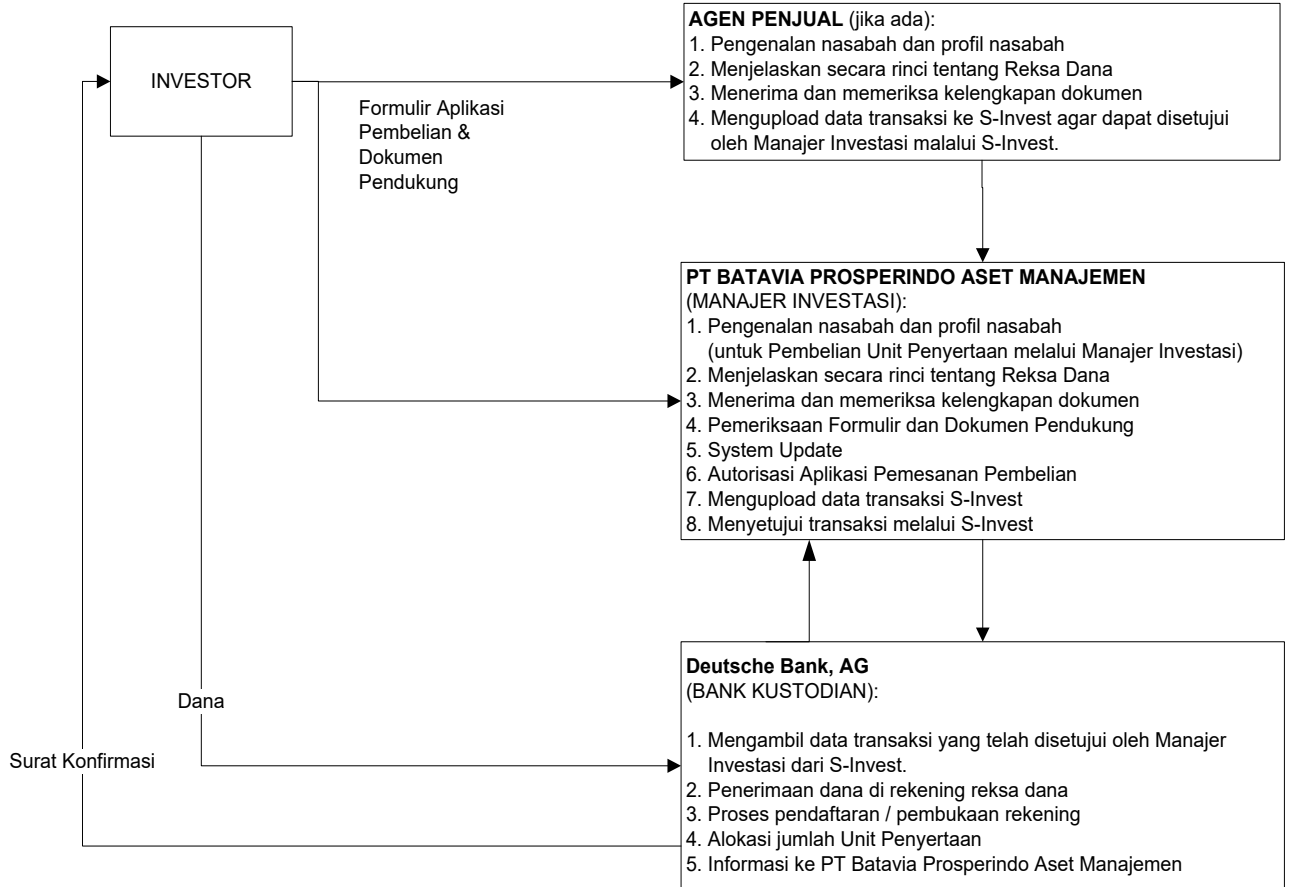 AGEN PENJUAL (jika ada):
1. Pengenalan nasabah dan profil nasabah
2. Menjelaskan secara rinci tentang Reksa Dana
3. Menerima dan memeriksa kelengkapan dokumen
4. Mengupload data transaksi ke S-Invest agar dapat disetujui
oleh Manajer Investasi malalui S-Invest.
INVESTOR
Formulir Aplikasi
Pembelian &
Dokumen
Pendukung
PT BATAVIA PROSPERINDO ASET MANAJEMEN
(MANAJER INVESTASI):
1. Pengenalan nasabah dan profil nasabah
(untuk Pembelian Unit Penyertaan melalui Manajer Investasi)
2. Menjelaskan secara rinci tentang Reksa Dana
3. Menerima dan memeriksa kelengkapan dokumen
4. Pemeriksaan Formulir dan Dokumen Pendukung
5. System Update
6. Autorisasi Aplikasi Pemesanan Pembelian
7. Mengupload data transaksi S-Invest
8. Menyetujui transaksi melalui S-Invest
Dana
Surat Konfirmasi
Deutsche Bank, AG
(BANK KUSTODIAN):
1. Mengambil data transaksi yang telah disetujui oleh Manajer
Investasi dari S-Invest.
2. Penerimaan dana di rekening reksa dana
3. Proses pendaftaran / pembukaan rekening
4. Alokasi jumlah Unit Penyertaan
5. Informasi ke PT Batavia Prosperindo Aset Manajemen